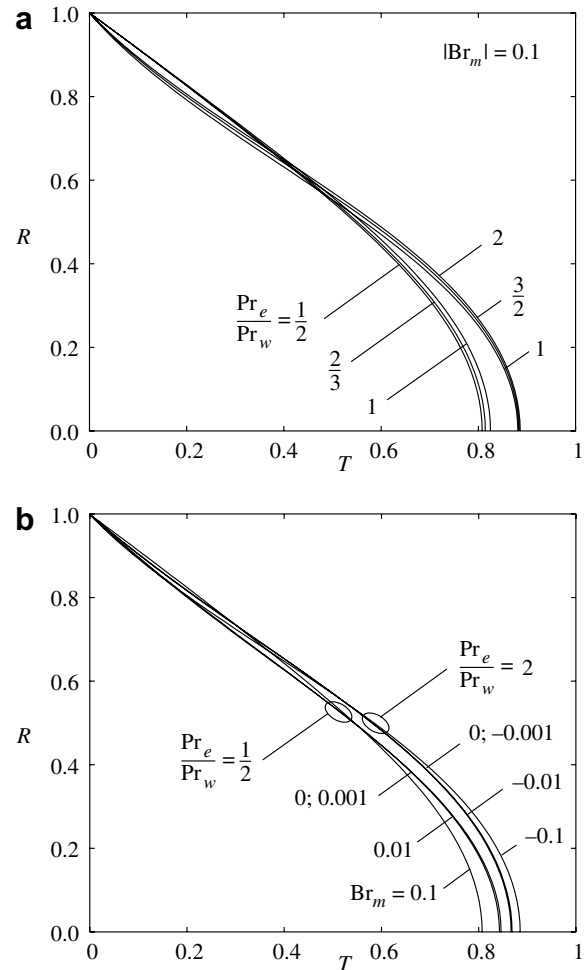 a
1.0
|Br_m| = 0.1
0.8
0.6
R
2
0.4
Pr_e/Pr_w = 1/2
3/2
0.2
2/3
1
1
0.0
0 0.2 0.4 0.6 0.8 1
T
b
1.0
0.8
Pr_e/Pr_w = 2
0.6
R
Pr_e/Pr_w = 1/2
0; –0.001
0.4
0; 0.001
–0.01
0.01
–0.1
0.2
Br_m = 0.1
0.0
0 0.2 0.4 0.6 0.8 1
T